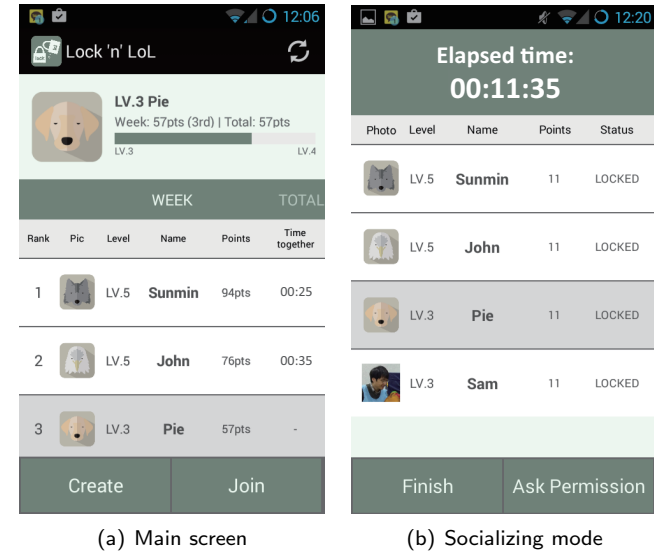 12:06
Lock 'n' LoL
LV.3 Pie
Week: 57pts (3rd) | Total: 57pts
LV.3 LV.4
WEEK TOTAL
Rank Pic Level Name Points Time together
1 LV.5 Sunmin 94pts 00:25
2 LV.5 John 76pts 00:35
3 LV.3 Pie 57pts -
Create Join
(a) Main screen
12:20
Elapsed time:
00:11:35
Photo Level Name Points Status
LV.5 Sunmin 11 LOCKED
LV.5 John 11 LOCKED
LV.3 Pie 11 LOCKED
LV.3 Sam 11 LOCKED
Finish Ask Permission
(b) Socializing mode